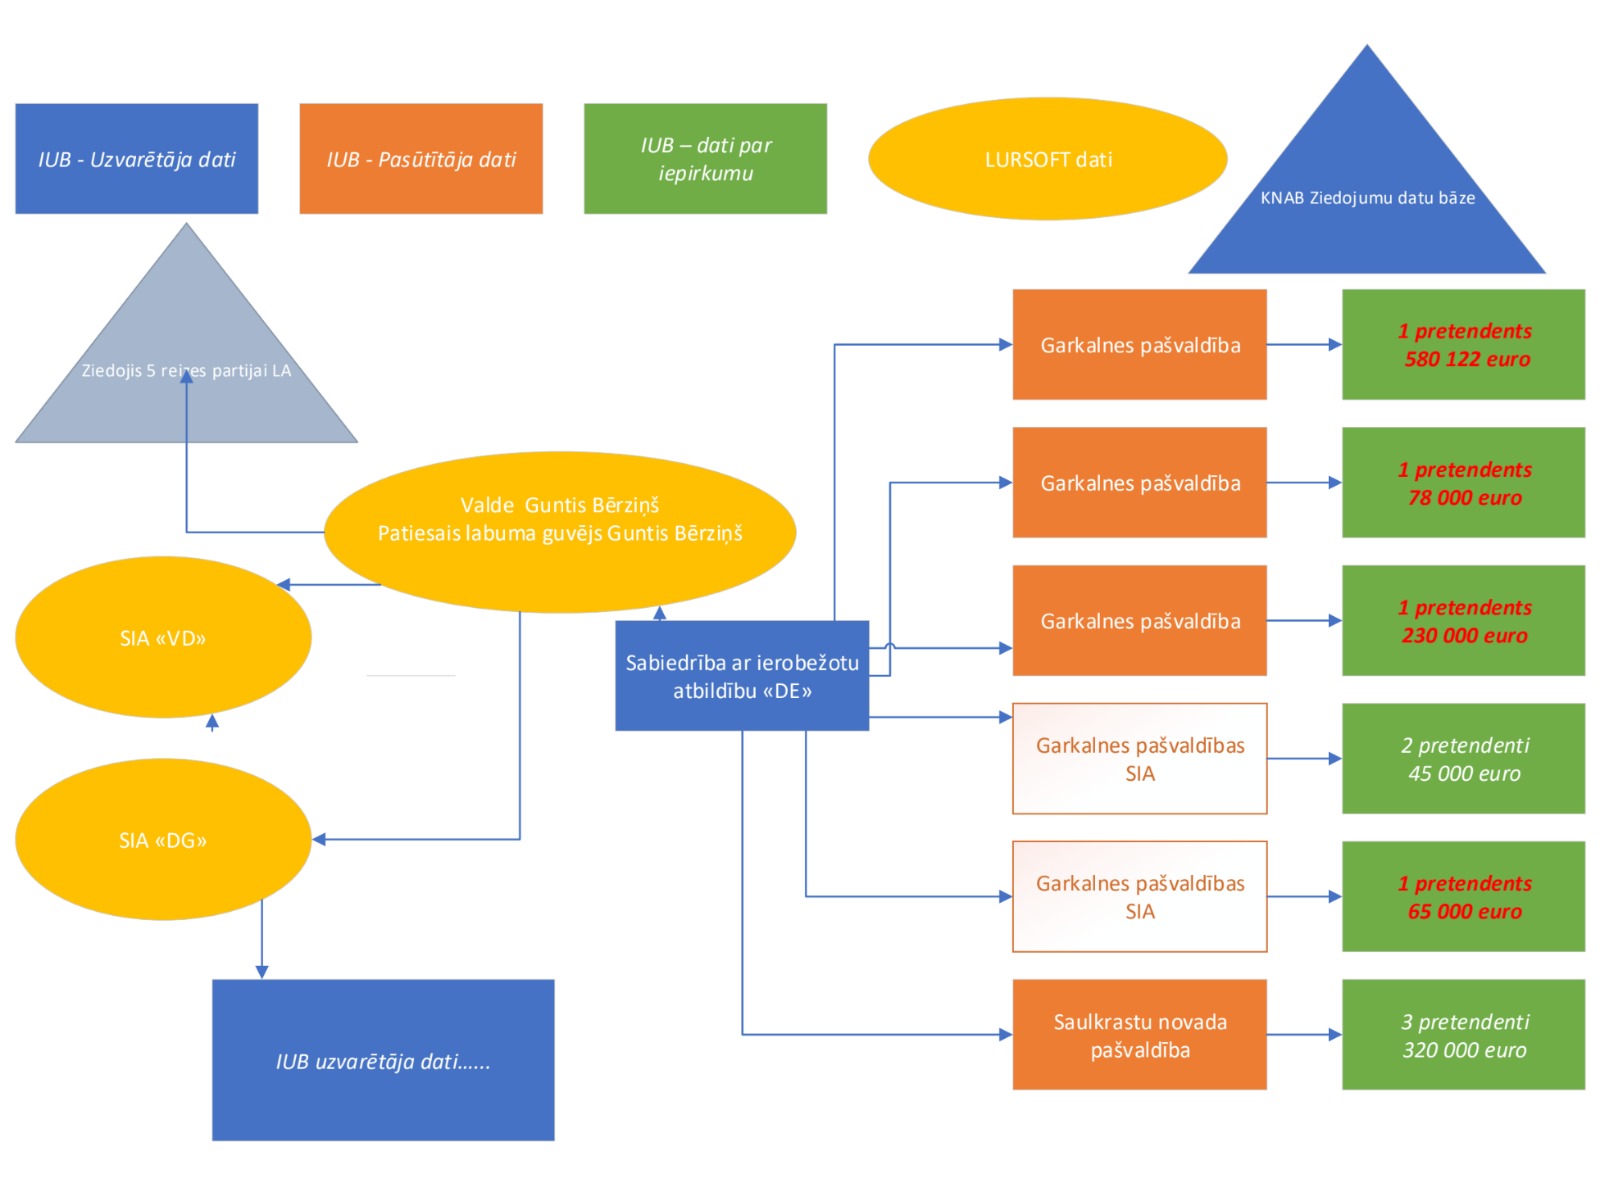 IUB - Uzvarētāja dati
IUB - Pasūtītāja dati
IUB – dati par
iepirkumu
LURSOFT dati
KNAB Ziedojumu datu bāze
Ziedojis 5 reizes partijai LA
Valde  Guntis Bērziņš
Patiesais labuma guvējs Guntis Bērziņš
SIA «VD»
SIA «DG»
IUB uzvarētāja dati......
Sabiedrība ar ierobežotu
atbildību «DE»
Garkalnes pašvaldība
1 pretendents
580 122 euro
Garkalnes pašvaldība
1 pretendents
78 000 euro
Garkalnes pašvaldība
1 pretendents
230 000 euro
Garkalnes pašvaldības
SIA
2 pretendenti
45 000 euro
Garkalnes pašvaldības
SIA
1 pretendents
65 000 euro
Saulkrastu novada
pašvaldība
3 pretendenti
320 000 euro